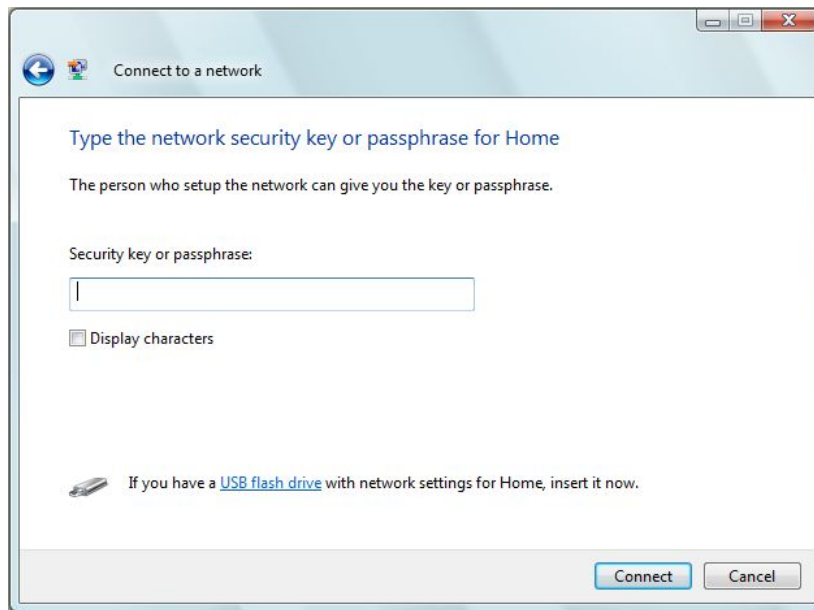 Connect to a network
Type the network security key or passphrase for Home
The person who setup the network can give you the key or passphrase.
Security key or passphrase:
Display characters
If you have a USB flash drive with network settings for Home, insert it now.
Connect Cancel